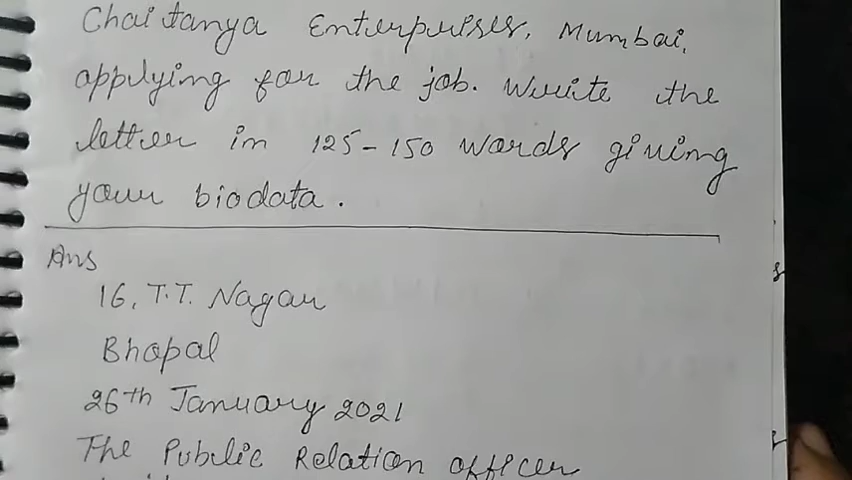 Chaitanya Enterprises, Mumbai,
applying for the job. Write the
letter in 125-150 words giving
your biodata.
Ans
16, T.T. Nagar
Bhopal
26th January 2021
The Public Relation officer